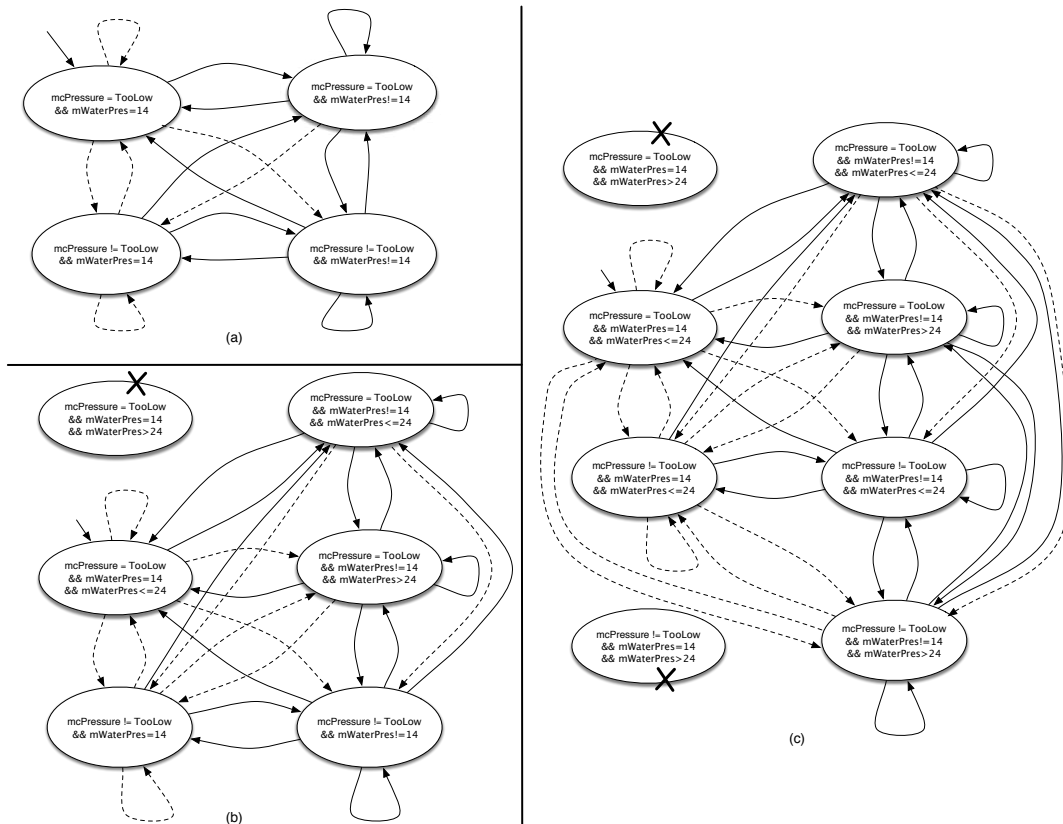 mcPressure = TooLow
&& mWaterPres=14
mcPressure = TooLow
&& mWaterPres!=14
mcPressure != TooLow
&& mWaterPres=14
mcPressure != TooLow
&& mWaterPres!=14
(a)
mcPressure = TooLow
&& mWaterPres=14
&& mWaterPres>24
mcPressure = TooLow
&& mWaterPres!=14
&& mWaterPres<=24
mcPressure = TooLow
&& mWaterPres=14
&& mWaterPres<=24
mcPressure = TooLow
&& mWaterPres!=14
&& mWaterPres>24
mcPressure != TooLow
&& mWaterPres=14
mcPressure != TooLow
&& mWaterPres!=14
(b)
mcPressure = TooLow
&& mWaterPres=14
&& mWaterPres>24
mcPressure = TooLow
&& mWaterPres!=14
&& mWaterPres<=24
mcPressure = TooLow
&& mWaterPres=14
&& mWaterPres<=24
mcPressure = TooLow
&& mWaterPres!=14
&& mWaterPres>24
mcPressure != TooLow
&& mWaterPres=14
&& mWaterPres<=24
mcPressure != TooLow
&& mWaterPres!=14
&& mWaterPres<=24
mcPressure != TooLow
&& mWaterPres=14
&& mWaterPres>24
mcPressure != TooLow
&& mWaterPres!=14
&& mWaterPres>24
(c)